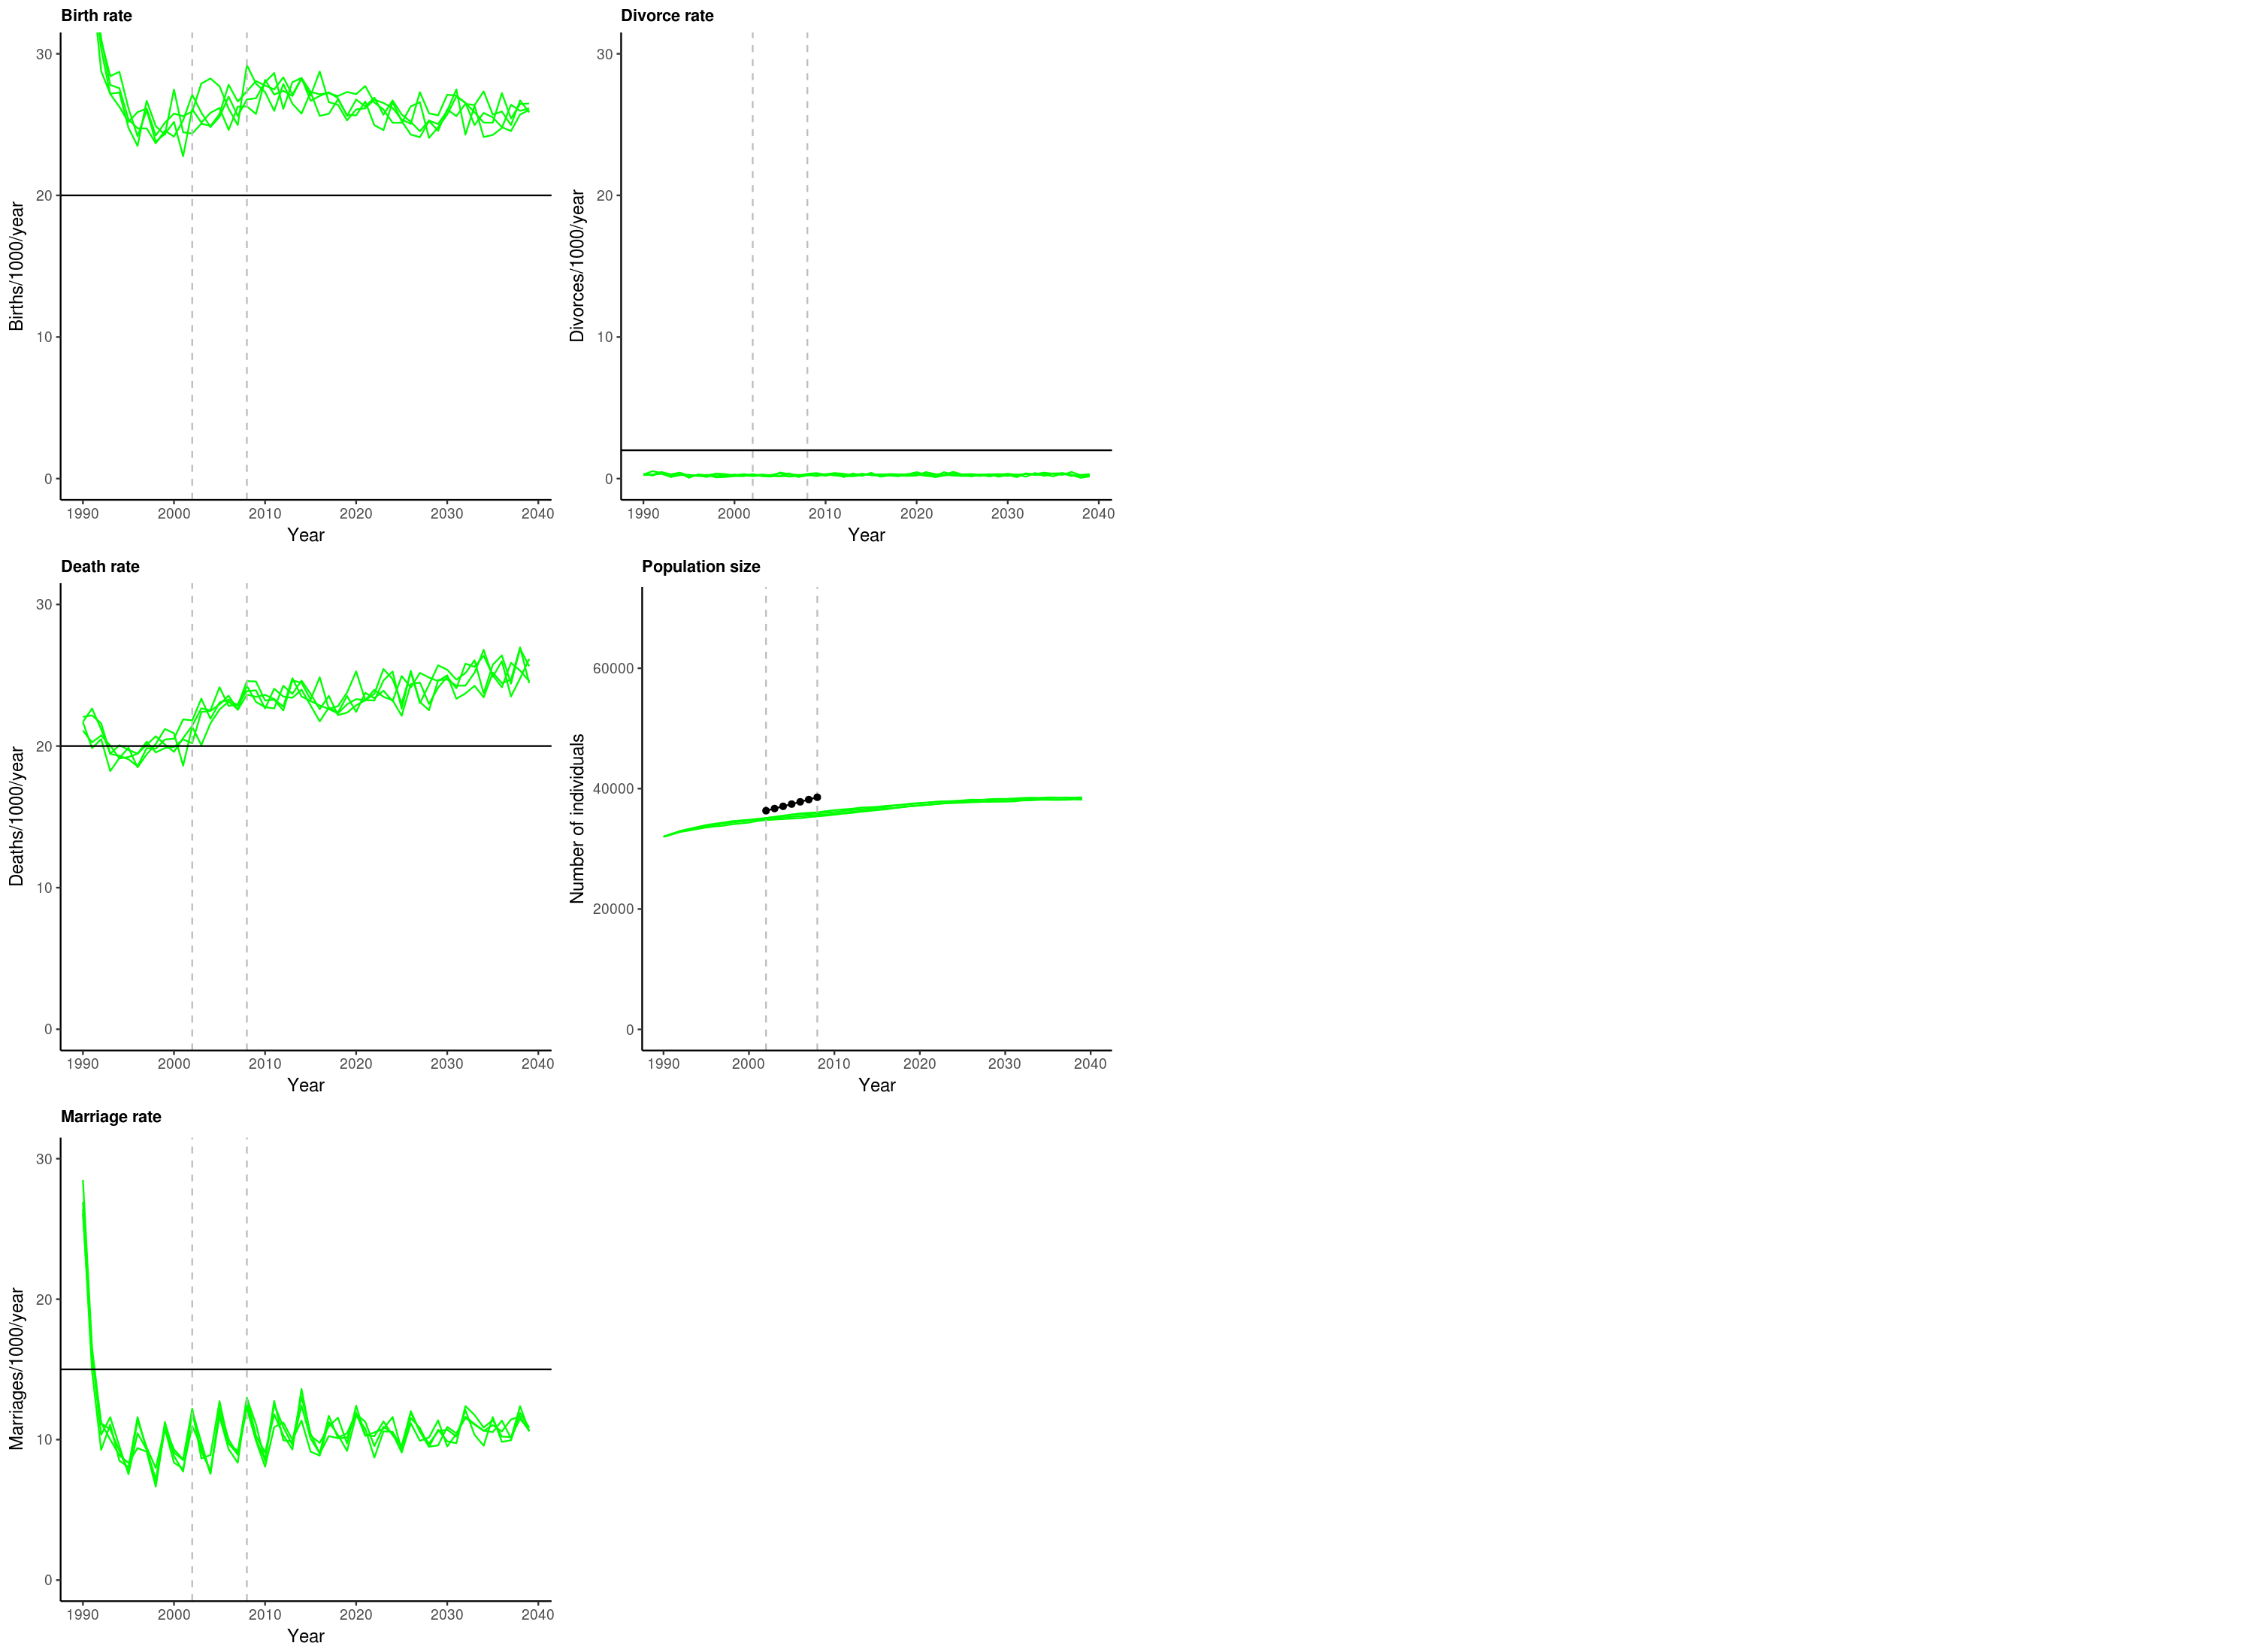 Birth rate
Births/1000/year
30
20
10
0
1990 2000 2010 2020 2030 2040
Year
Divorce rate
Divorces/1000/year
30
20
10
0
1990 2000 2010 2020 2030 2040
Year
Death rate
Deaths/1000/year
30
20
10
0
1990 2000 2010 2020 2030 2040
Year
Population size
Number of individuals
60000
40000
20000
0
1990 2000 2010 2020 2030 2040
Year
Marriage rate
Marriages/1000/year
30
20
10
0
1990 2000 2010 2020 2030 2040
Year